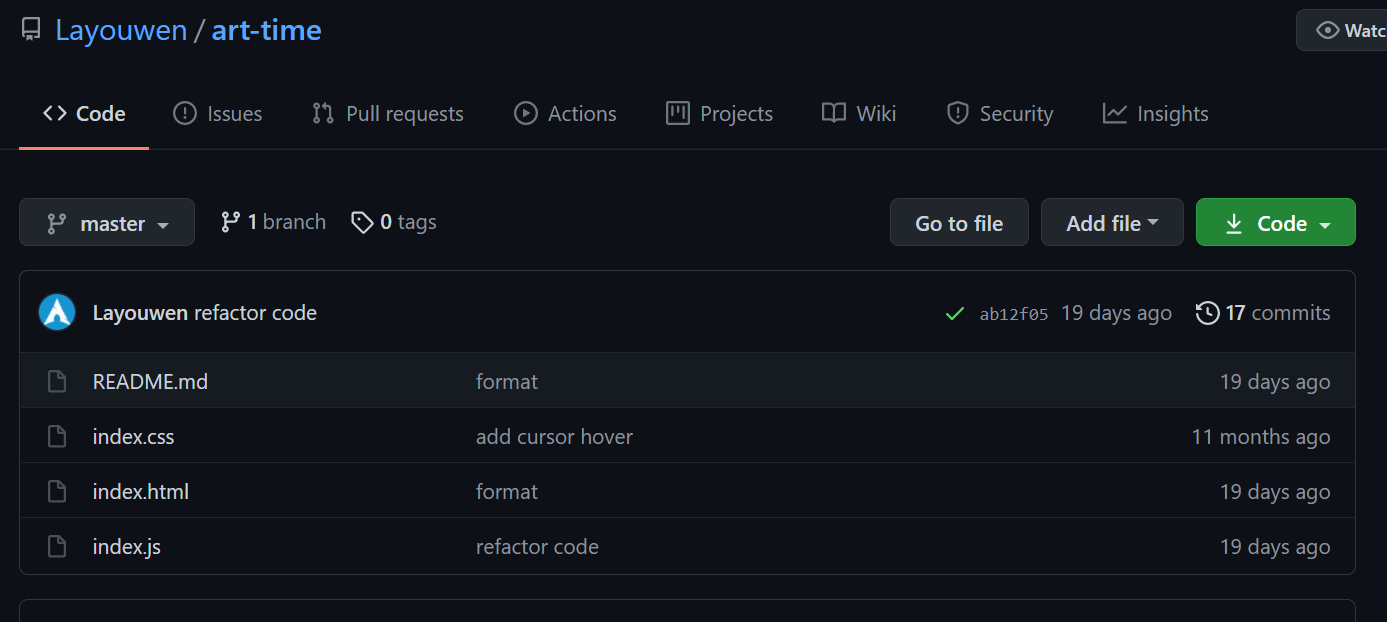 Layouwen / art-time
Watc
Code Issues Pull requests Actions Projects Wiki Security Insights
master 1 branch 0 tags Go to file Add file Code
Layouwen refactor code ab12f05 19 days ago 17 commits
README.md format 19 days ago
index.css add cursor hover 11 months ago
index.html format 19 days ago
index.js refactor code 19 days ago